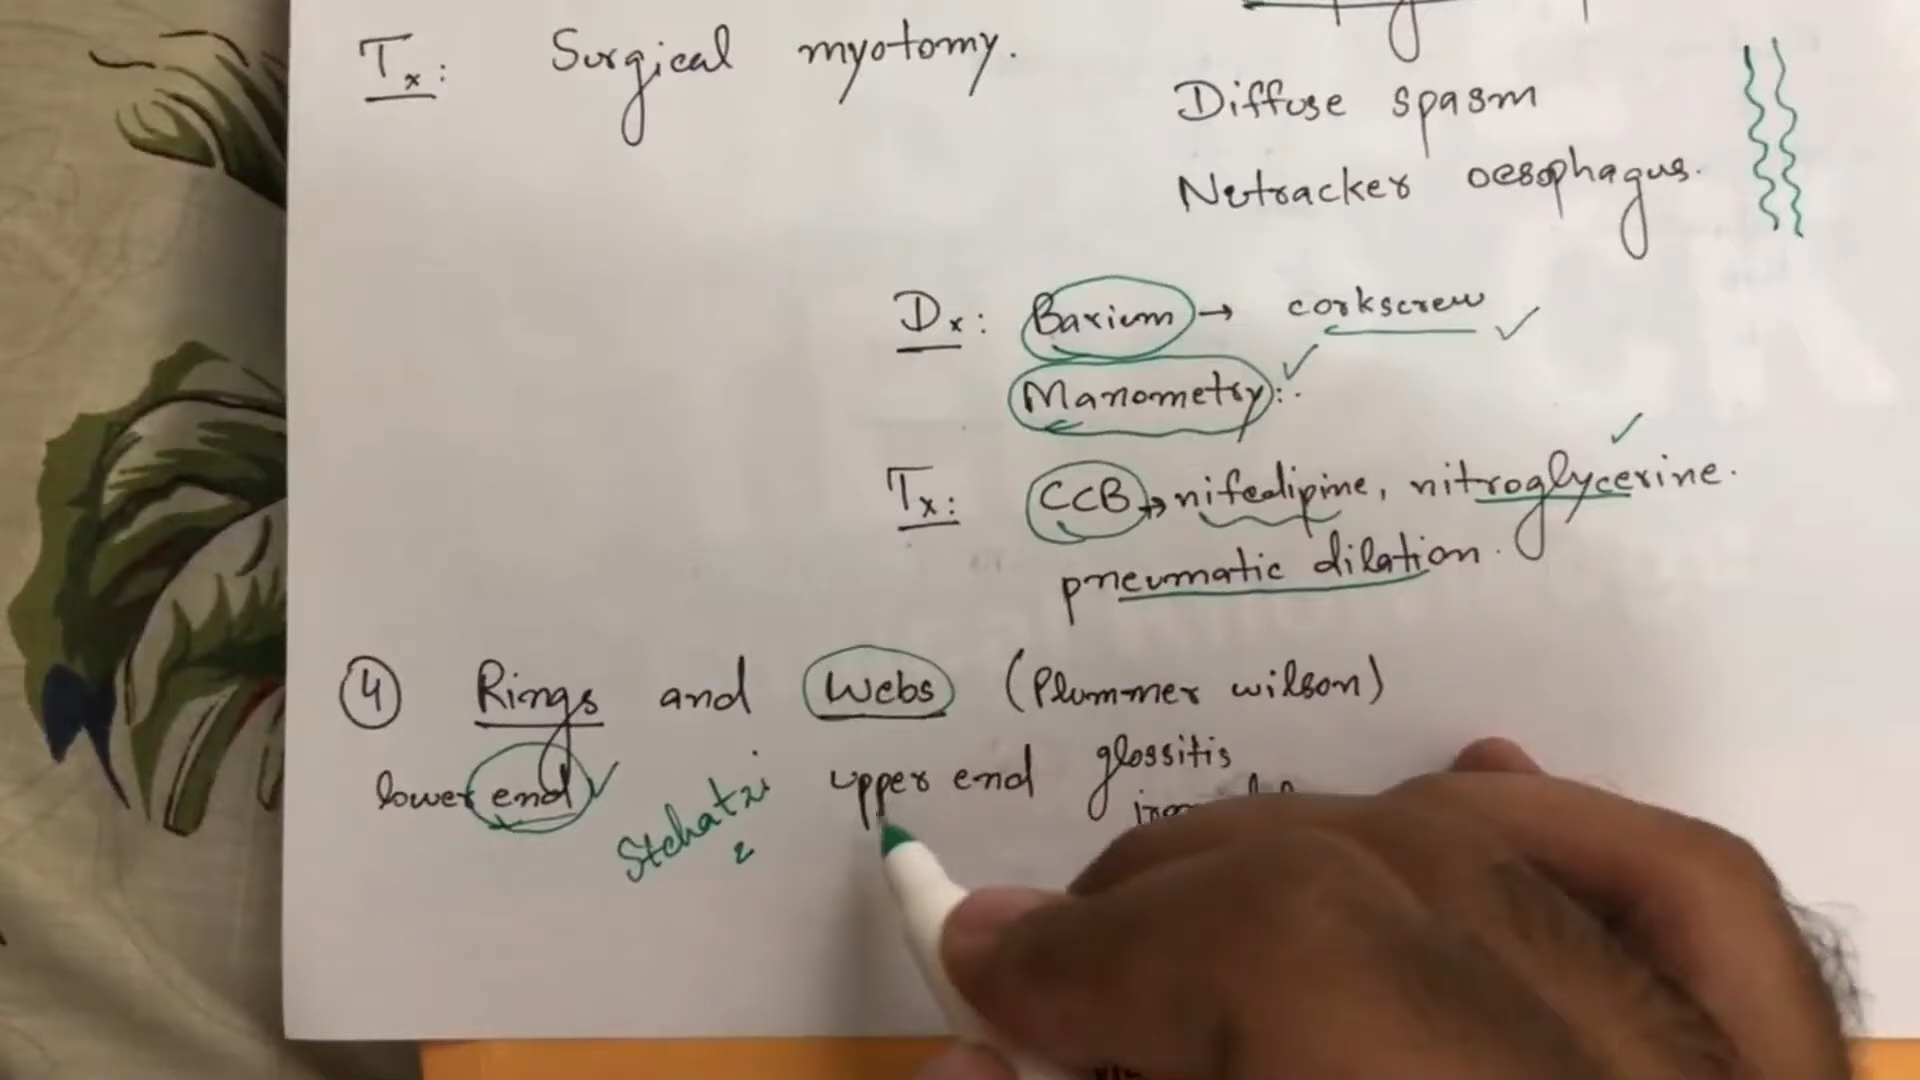 Tx: Surgical myotomy.
Diffuse spasm
Nutracker oesophagus.
Dx: Barium → corkscrew ✓
Manometry: ✓
Tx: CCB → nifedipine, nitroglycerine. ✓
pneumatic dilation.
④ Rings and Webs (Plummer wilson)
lower end ✓ Stchatzi upper end glossitis